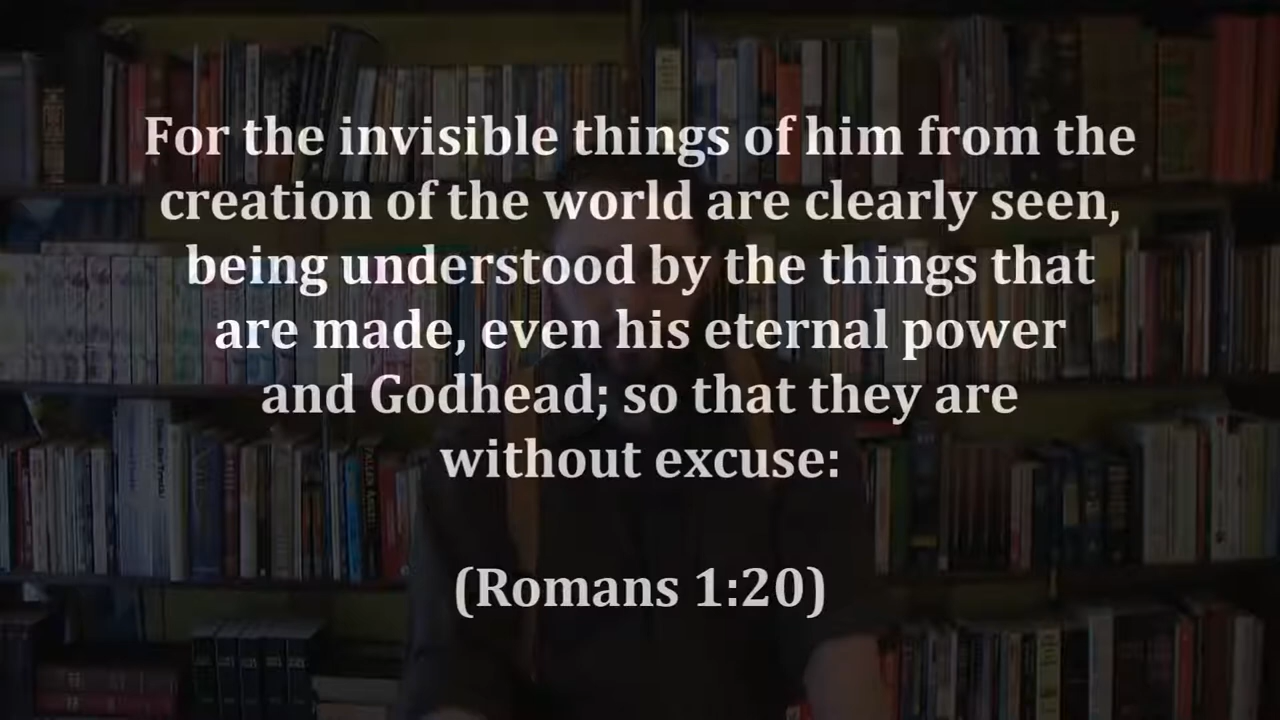 For the invisible things of him from the
creation of the world are clearly seen,
being understood by the things that
are made, even his eternal power
and Godhead; so that they are
without excuse:
(Romans 1:20)